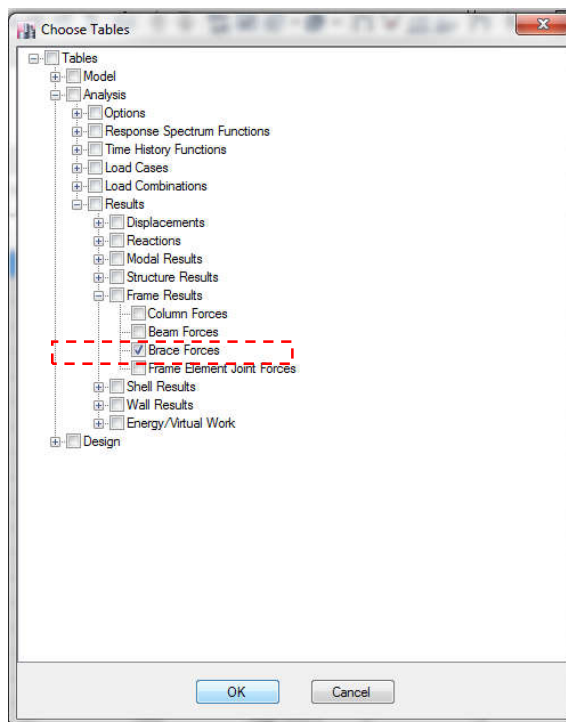 Choose Tables
Tables
Model
Analysis
Options
Response Spectrum Functions
Time History Functions
Load Cases
Load Combinations
Results
Displacements
Reactions
Modal Results
Structure Results
Frame Results
Column Forces
Beam Forces
Brace Forces
Frame Element Joint Forces
Shell Results
Wall Results
Energy/Virtual Work
Design
OK Cancel